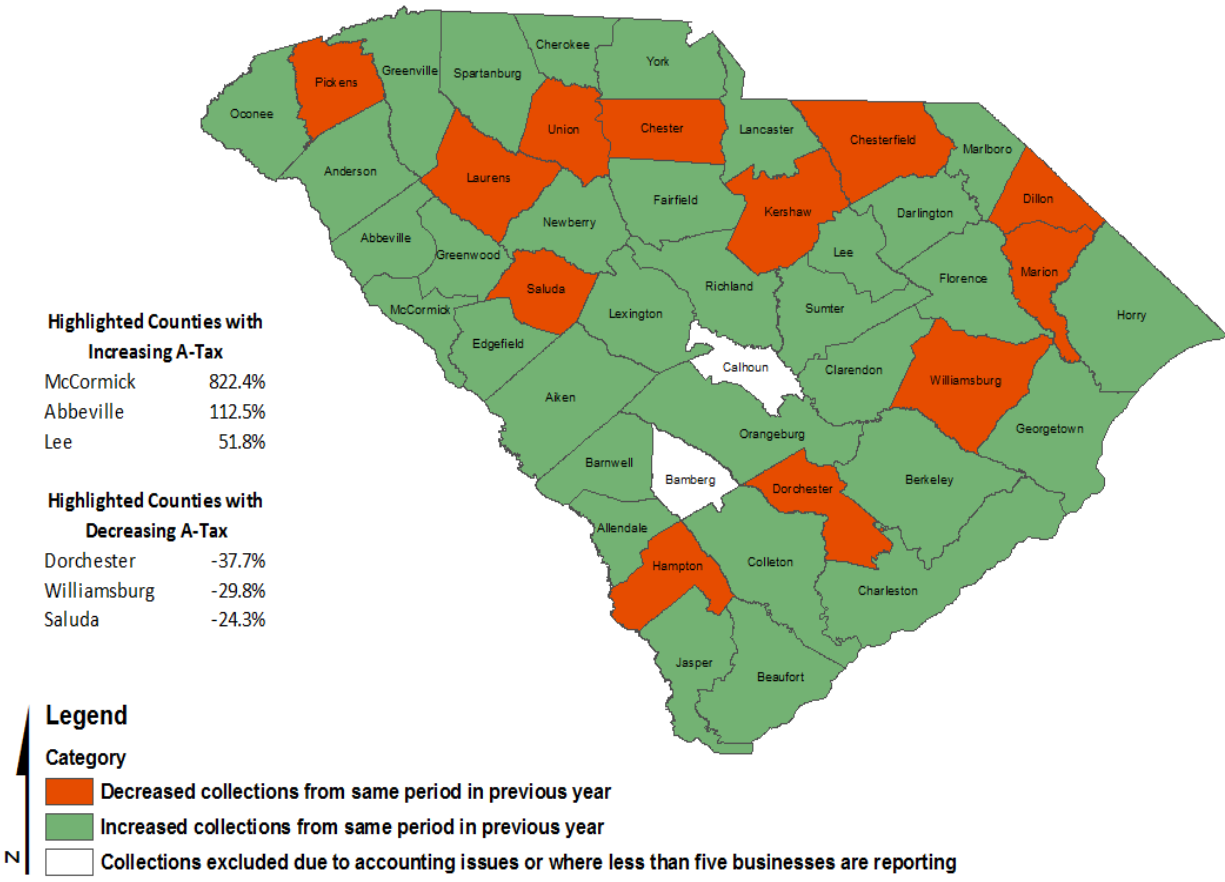 Cherokee
York
Greenville
Spartanburg
Pickens
Oconee
Union
Chester
Lancaster
Chesterfield
Marlboro
Anderson
Laurens
Fairfield
Kershaw
Darlington
Dillon
Newberry
Abbeville
Greenwood
Lee
Florence
Marion
Saluda
Richland
McCormick
Lexington
Sumter
Horry
Edgefield
Calhoun
Clarendon
Williamsburg
Aiken
Georgetown
Orangeburg
Barnwell
Bamberg
Dorchester
Berkeley
Allendale
Hampton
Colleton
Charleston
Jasper
Beaufort
Highlighted Counties with
Increasing A-Tax
McCormick 822.4%
Abbeville 112.5%
Lee 51.8%
Highlighted Counties with
Decreasing A-Tax
Dorchester -37.7%
Williamsburg -29.8%
Saluda -24.3%
Legend
Category
Decreased collections from same period in previous year
Increased collections from same period in previous year
Collections excluded due to accounting issues or where less than five businesses are reporting
N